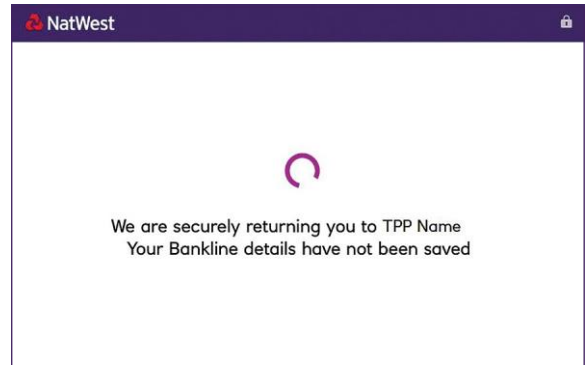 NatWest
We are securely returning you to TPP Name
Your Bankline details have not been saved